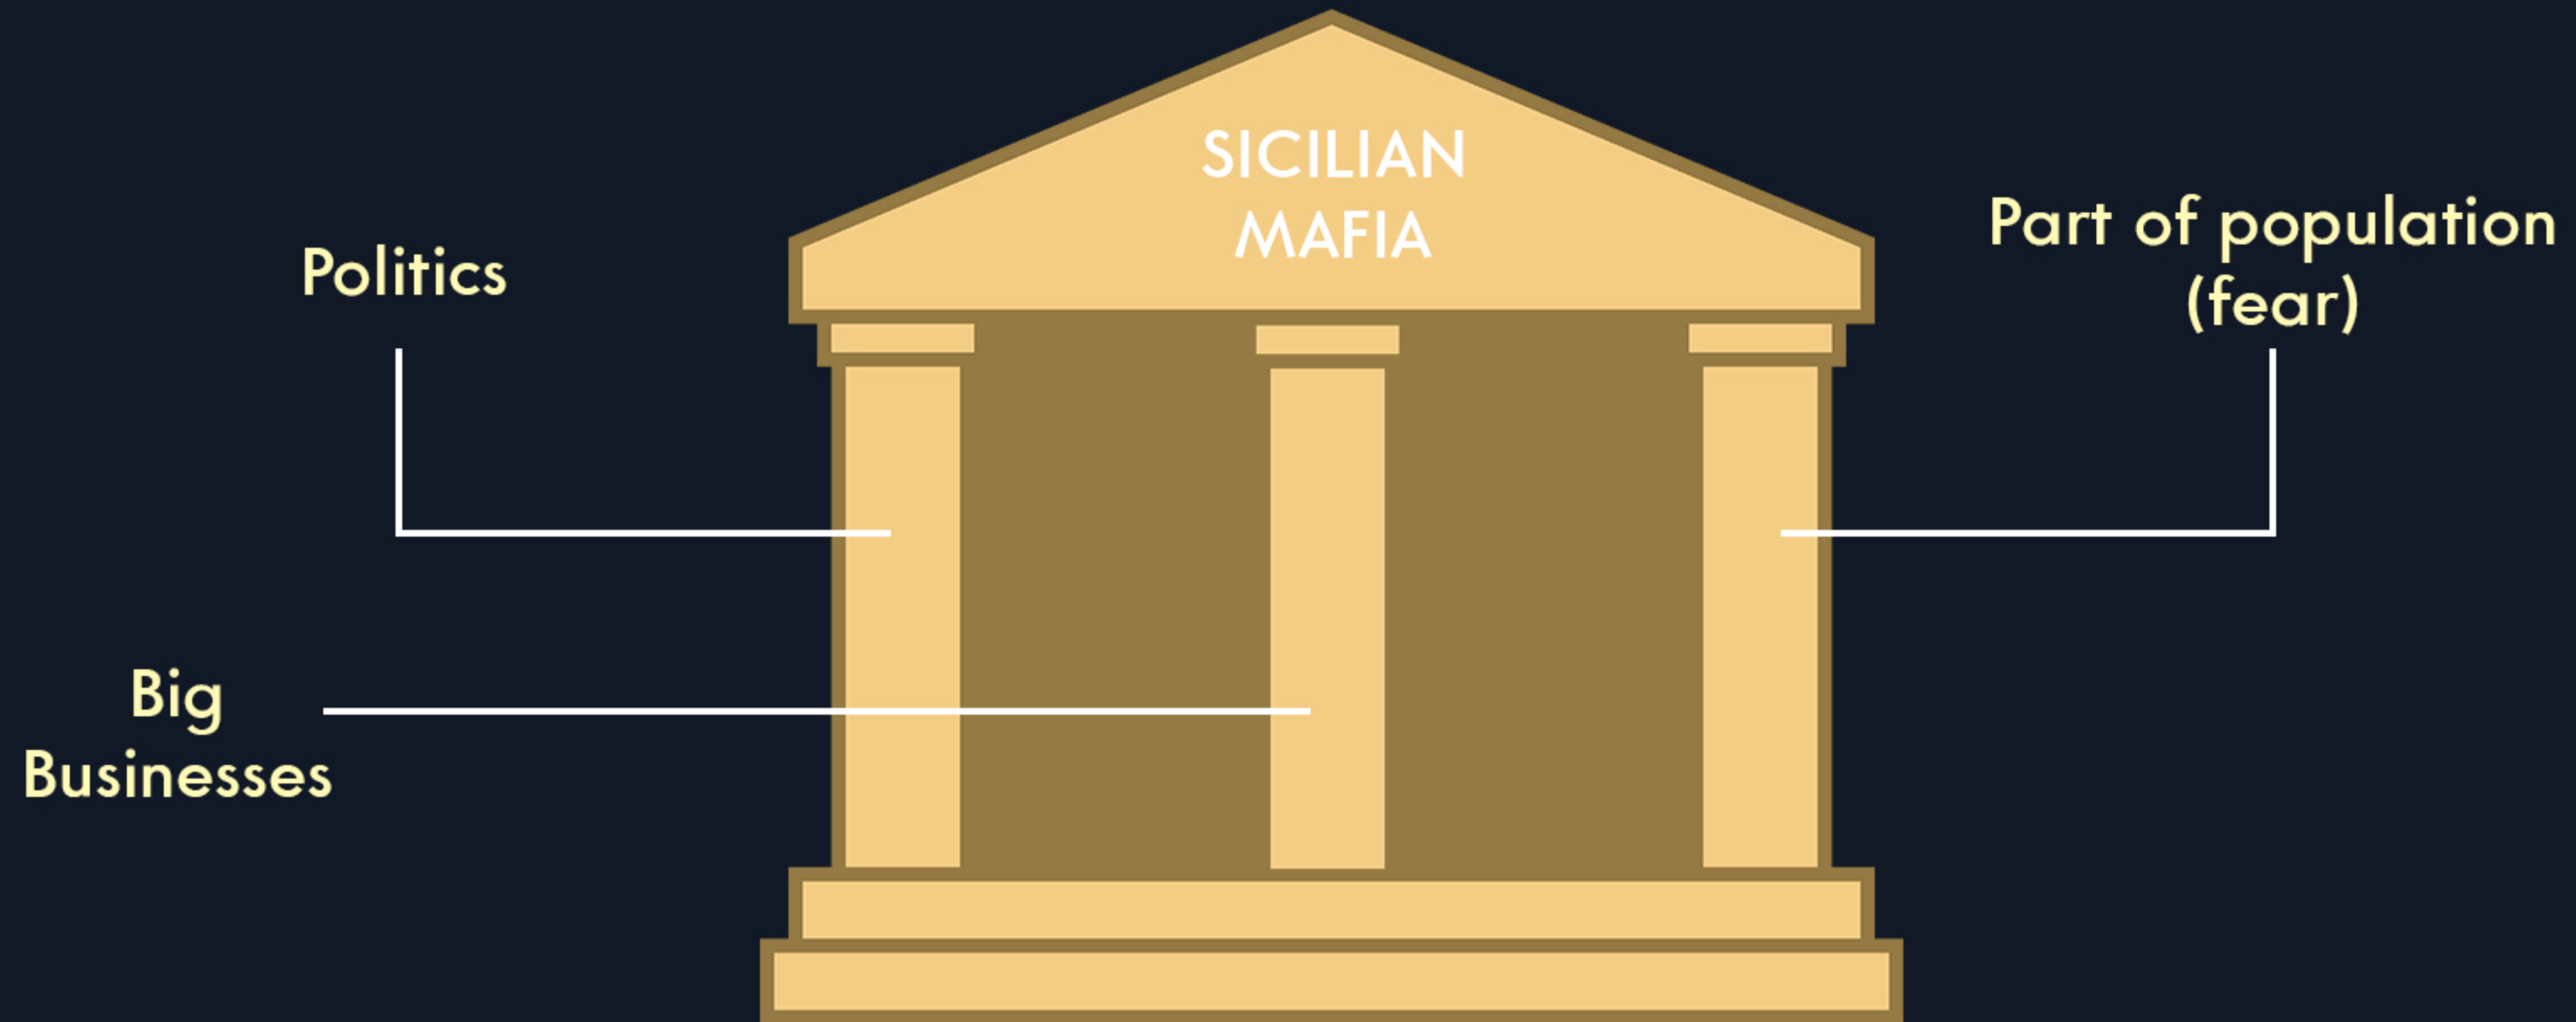 SICILIAN
MAFIA
Politics
Part of population
(fear)
Big
Businesses